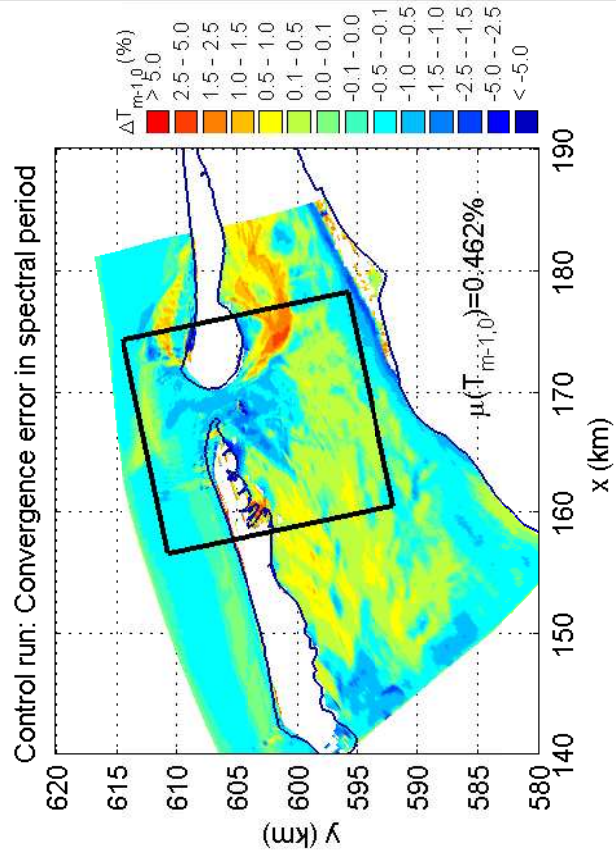 Control run: Convergence error in spectral period
ΔTm-1,0 (%)
> 5.0
2.5 - 5.0
1.5 - 2.5
1.0 - 1.5
0.5 - 1.0
0.1 - 0.5
0.0 - 0.1
-0.1 - 0.0
-0.5 - -0.1
-1.0 - -0.5
-1.5 - -1.0
-2.5 - -1.5
-5.0 - -2.5
< -5.0
620
615
610
605
600
595
590
585
580
y (km)
μ(Tm-1,0)=0.462%
140
150
160
170
180
190
x (km)